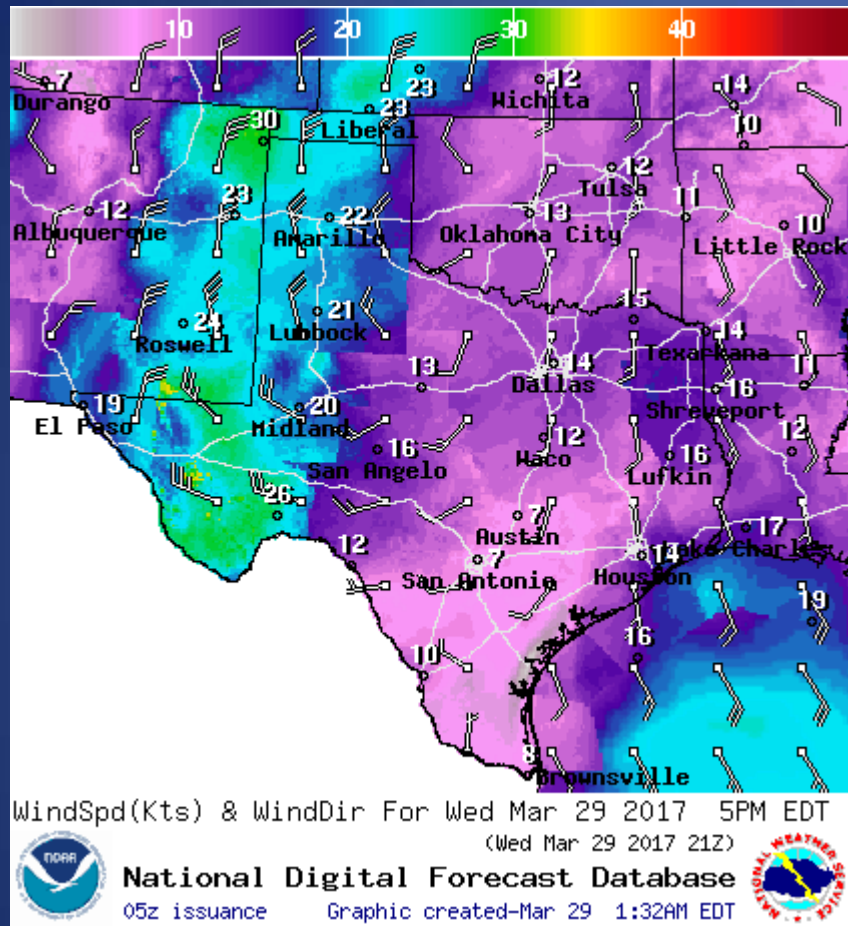 10 20 30 40
7 23 12 14
Durango Wichita
23
Liberal
30 10
12
Tulsa
23
12 22 13 11 10
Albuquerque Amarillo Oklahoma City Little Rock
24 21 15
Roswell Lubbock Texarkana 14
13 14 16 11
Dallas
19 20 Shreveport
El Paso Midland
16 12 16 12
San Angelo Waco Lufkin
26 7 17
Austin Lake Charles
12 7 14
San Antonio Houston
19
16
10
8
Brownsville
WindSpd(Kts) & WindDir For Wed Mar 29 2017 5PM EDT
(Wed Mar 29 2017 21Z)
NOAA
National Digital Forecast Database
NATIONAL WEATHER SERVICE
05z issuance Graphic created-Mar 29 1:32AM EDT